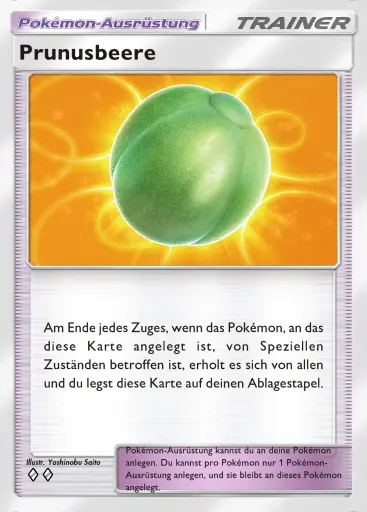 Pokémon-Ausrüstung TRAINER
Prunusbeere
Am Ende jedes Zuges, wenn das Pokémon, an das
diese Karte angelegt ist, von Speziellen
Zuständen betroffen ist, erholt es sich von allen
und du legst diese Karte auf deinen Ablagestapel.
Illustr. Yoshinobu Saito
Pokémon-Ausrüstung kannst du an deine Pokémon
anlegen. Du kannst pro Pokémon nur 1 Pokémon-
Ausrüstung anlegen, und sie bleibt an dieses Pokémon
angelegt.